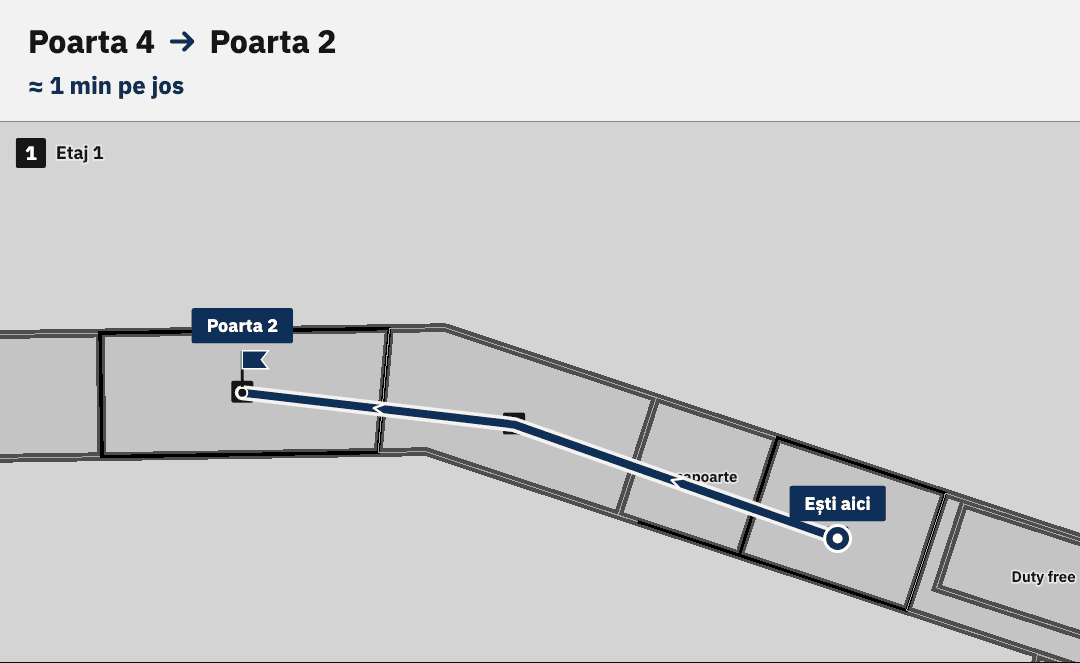 Poarta 4 → Poarta 2
≈ 1 min pe jos
1 Etaj 1
Poarta 2
Ești aici
Duty free